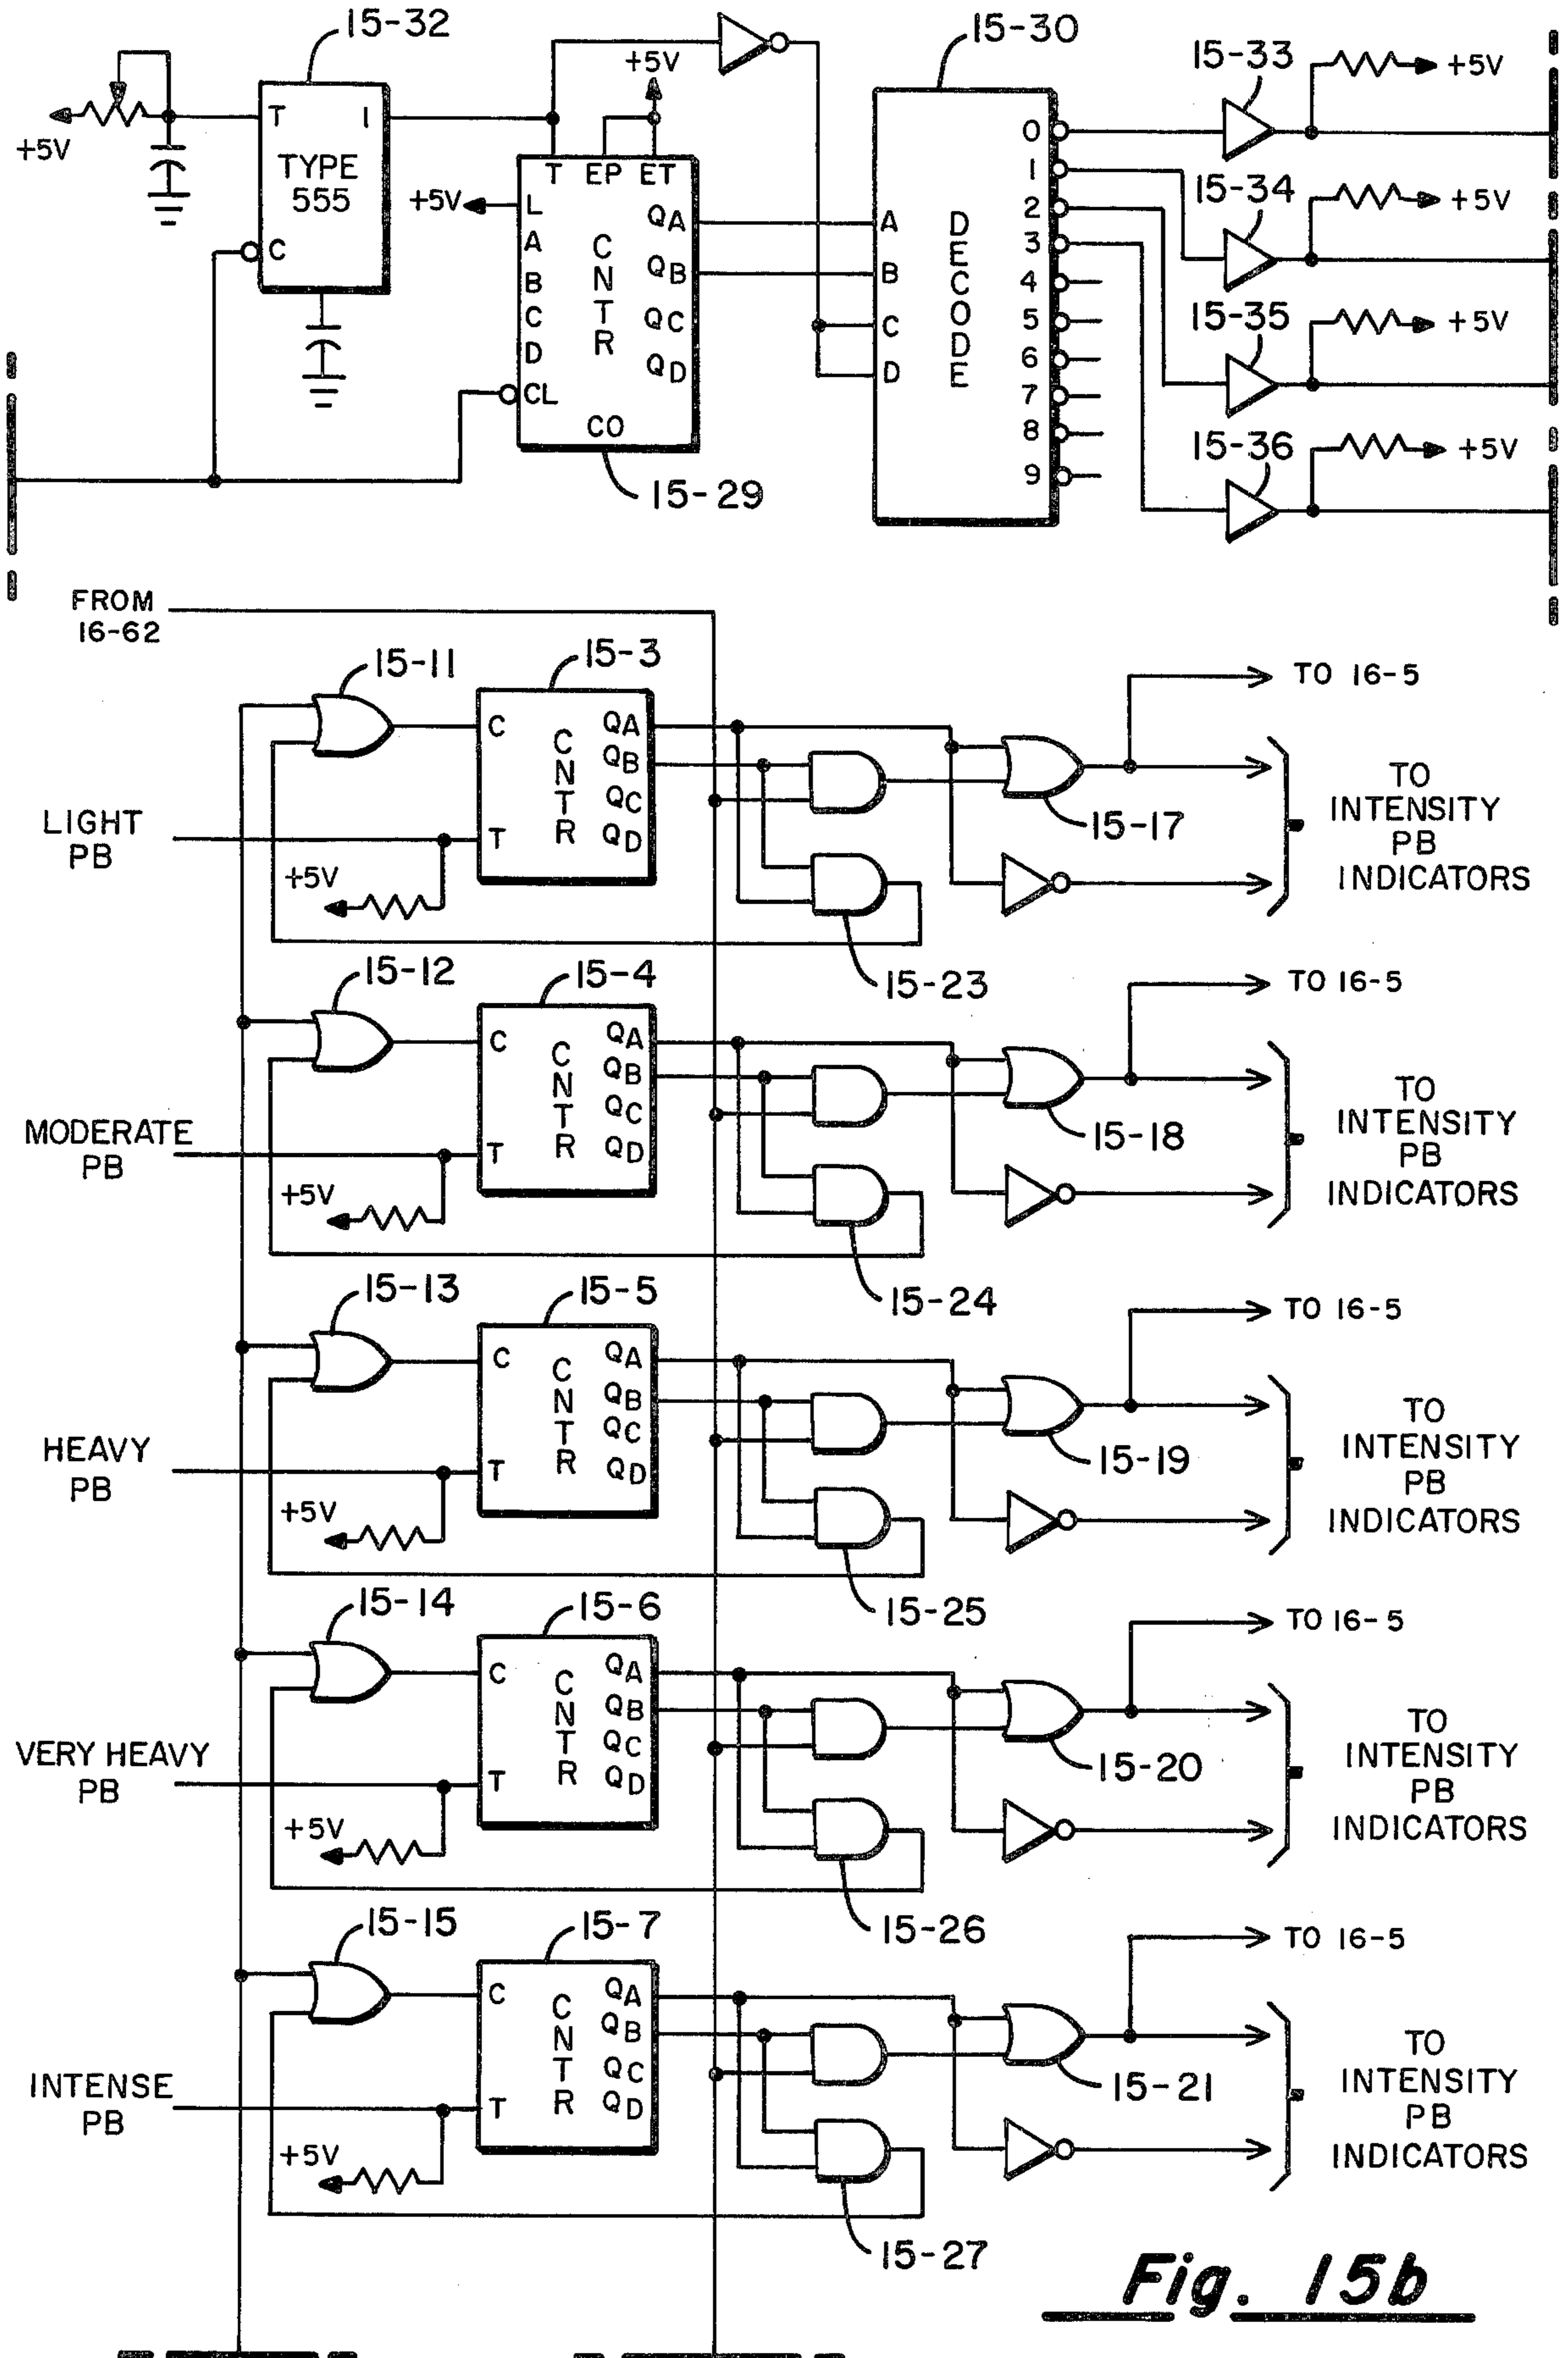 15-32
+5V
T
1
TYPE
555
C
+5V
T EP ET
+5V
L
A
B
C
D
CL
C
N
T
R
QA
QB
QC
QD
CO
15-29
15-30
A
B
C
D
D
E
C
O
D
E
0
1
2
3
4
5
6
7
8
9
15-33
+5V
15-34
+5V
15-35
+5V
15-36
+5V
FROM
16-62
15-11
15-3
C
T
C
N
T
R
QA
QB
QC
QD
LIGHT
PB
+5V
15-17
15-23
TO 16-5
TO
INTENSITY
PB
INDICATORS
15-12
15-4
C
T
C
N
T
R
QA
QB
QC
QD
MODERATE
PB
+5V
15-18
15-24
TO 16-5
TO
INTENSITY
PB
INDICATORS
15-13
15-5
C
T
C
N
T
R
QA
QB
QC
QD
HEAVY
PB
+5V
15-19
15-25
TO 16-5
TO
INTENSITY
PB
INDICATORS
15-14
15-6
C
T
C
N
T
R
QA
QB
QC
QD
VERY HEAVY
PB
+5V
15-20
15-26
TO 16-5
TO
INTENSITY
PB
INDICATORS
15-15
15-7
C
T
C
N
T
R
QA
QB
QC
QD
INTENSE
PB
+5V
15-21
15-27
TO 16-5
TO
INTENSITY
PB
INDICATORS
Fig. 15b